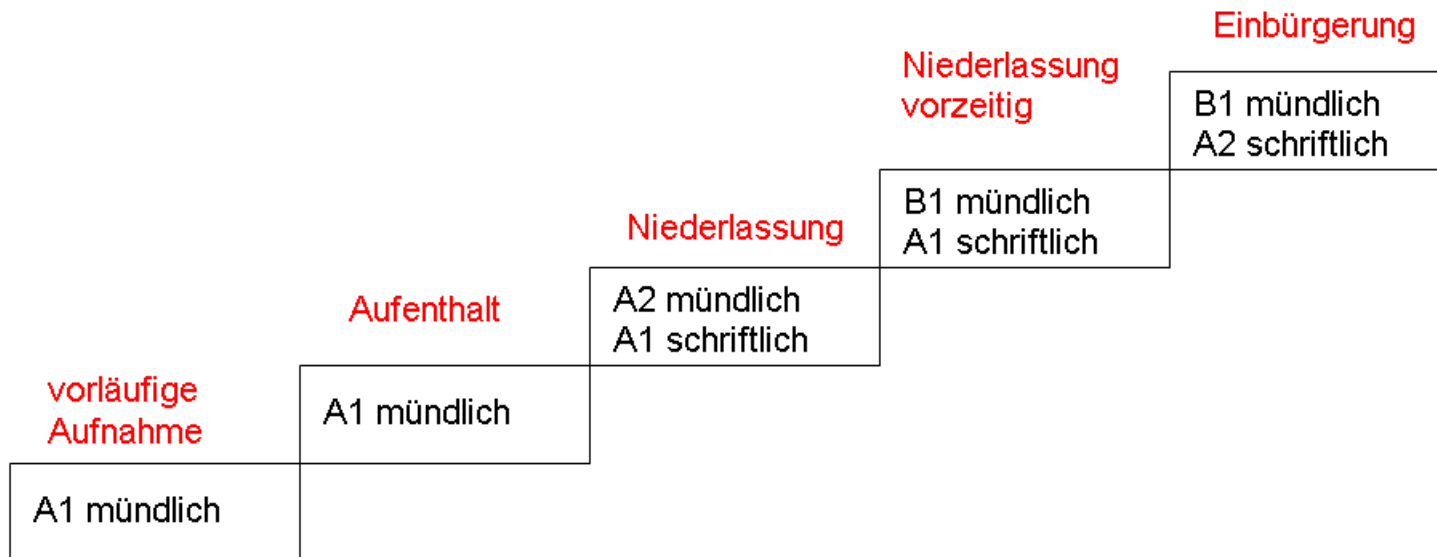 Einbürgerung
B1 mündlich
A2 schriftlich
Niederlassung
vorzeitig
B1 mündlich
A1 schriftlich
Niederlassung
A2 mündlich
A1 schriftlich
Aufenthalt
A1 mündlich
vorläufige
Aufnahme
A1 mündlich